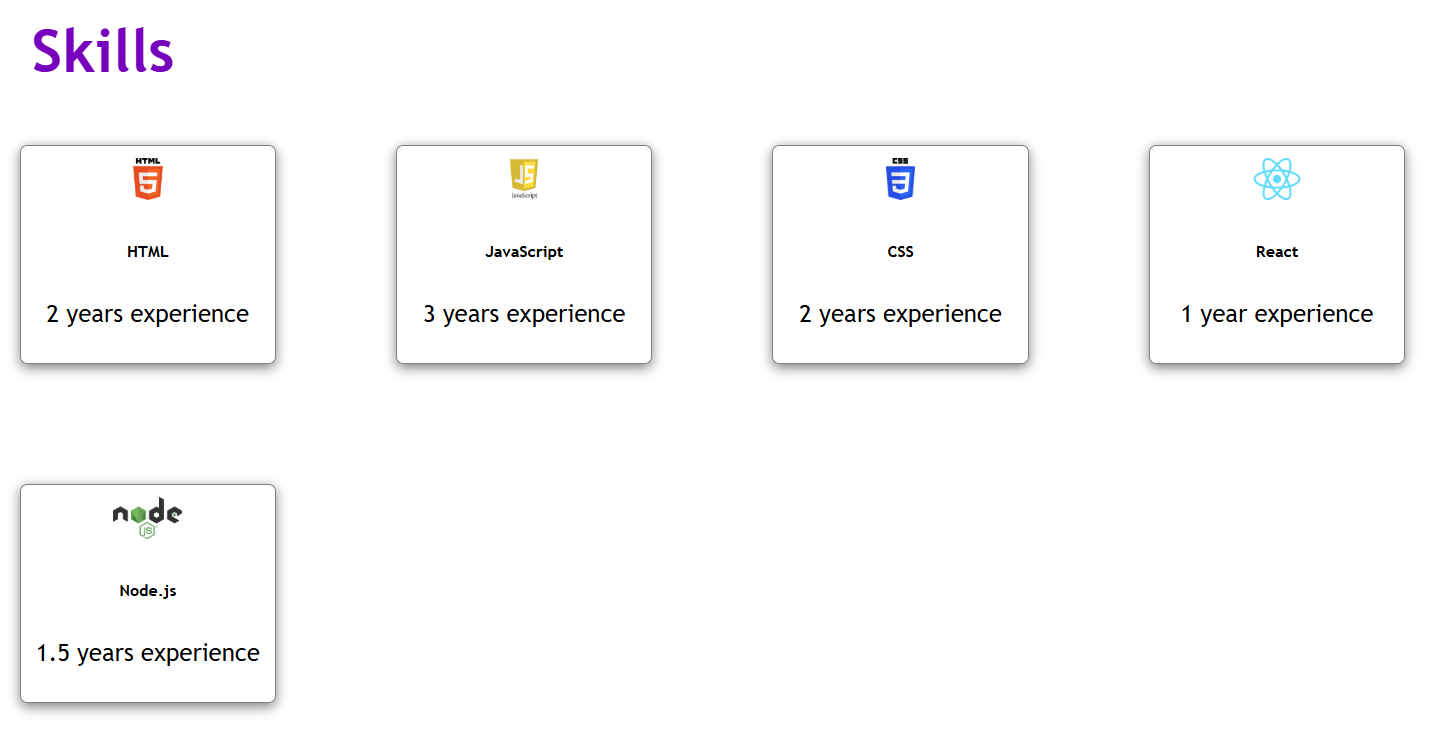 Skills
HTML
5
HTML
2 years experience
JS
JavaScript
JavaScript
3 years experience
CSS
3
CSS
2 years experience
React
1 year experience
node
JS
Node.js
1.5 years experience